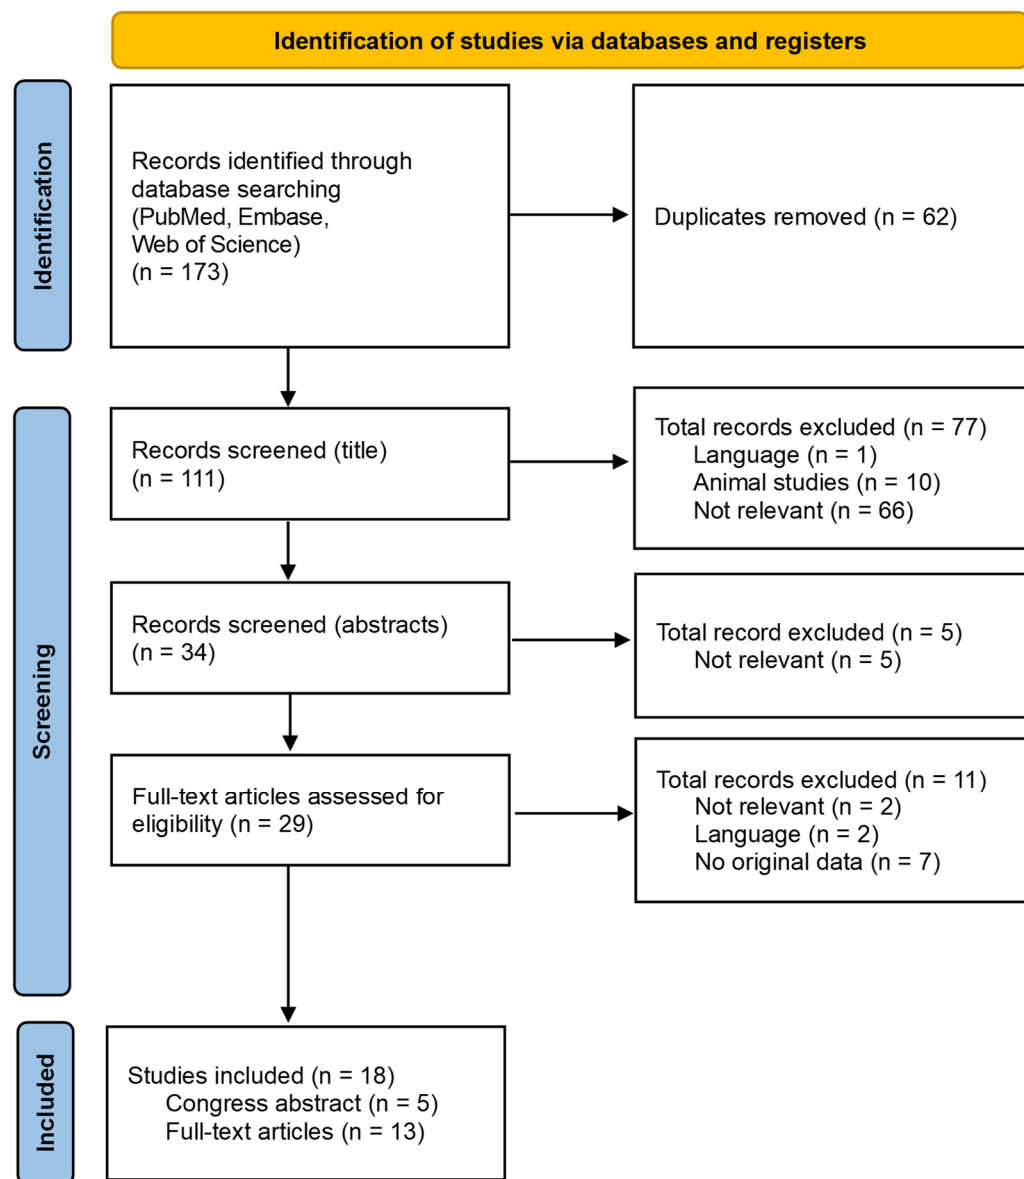 Identification of studies via databases and registers
Identification
Records identified through
database searching
(PubMed, Embase,
Web of Science)
(n = 173)
Duplicates removed (n = 62)
Screening
Records screened (title)
(n = 111)
Total records excluded (n = 77)
Language (n = 1)
Animal studies (n = 10)
Not relevant (n = 66)
Records screened (abstracts)
(n = 34)
Total record excluded (n = 5)
Not relevant (n = 5)
Full-text articles assessed for
eligibility (n = 29)
Total records excluded (n = 11)
Not relevant (n = 2)
Language (n = 2)
No original data (n = 7)
Included
Studies included (n = 18)
Congress abstract (n = 5)
Full-text articles (n = 13)